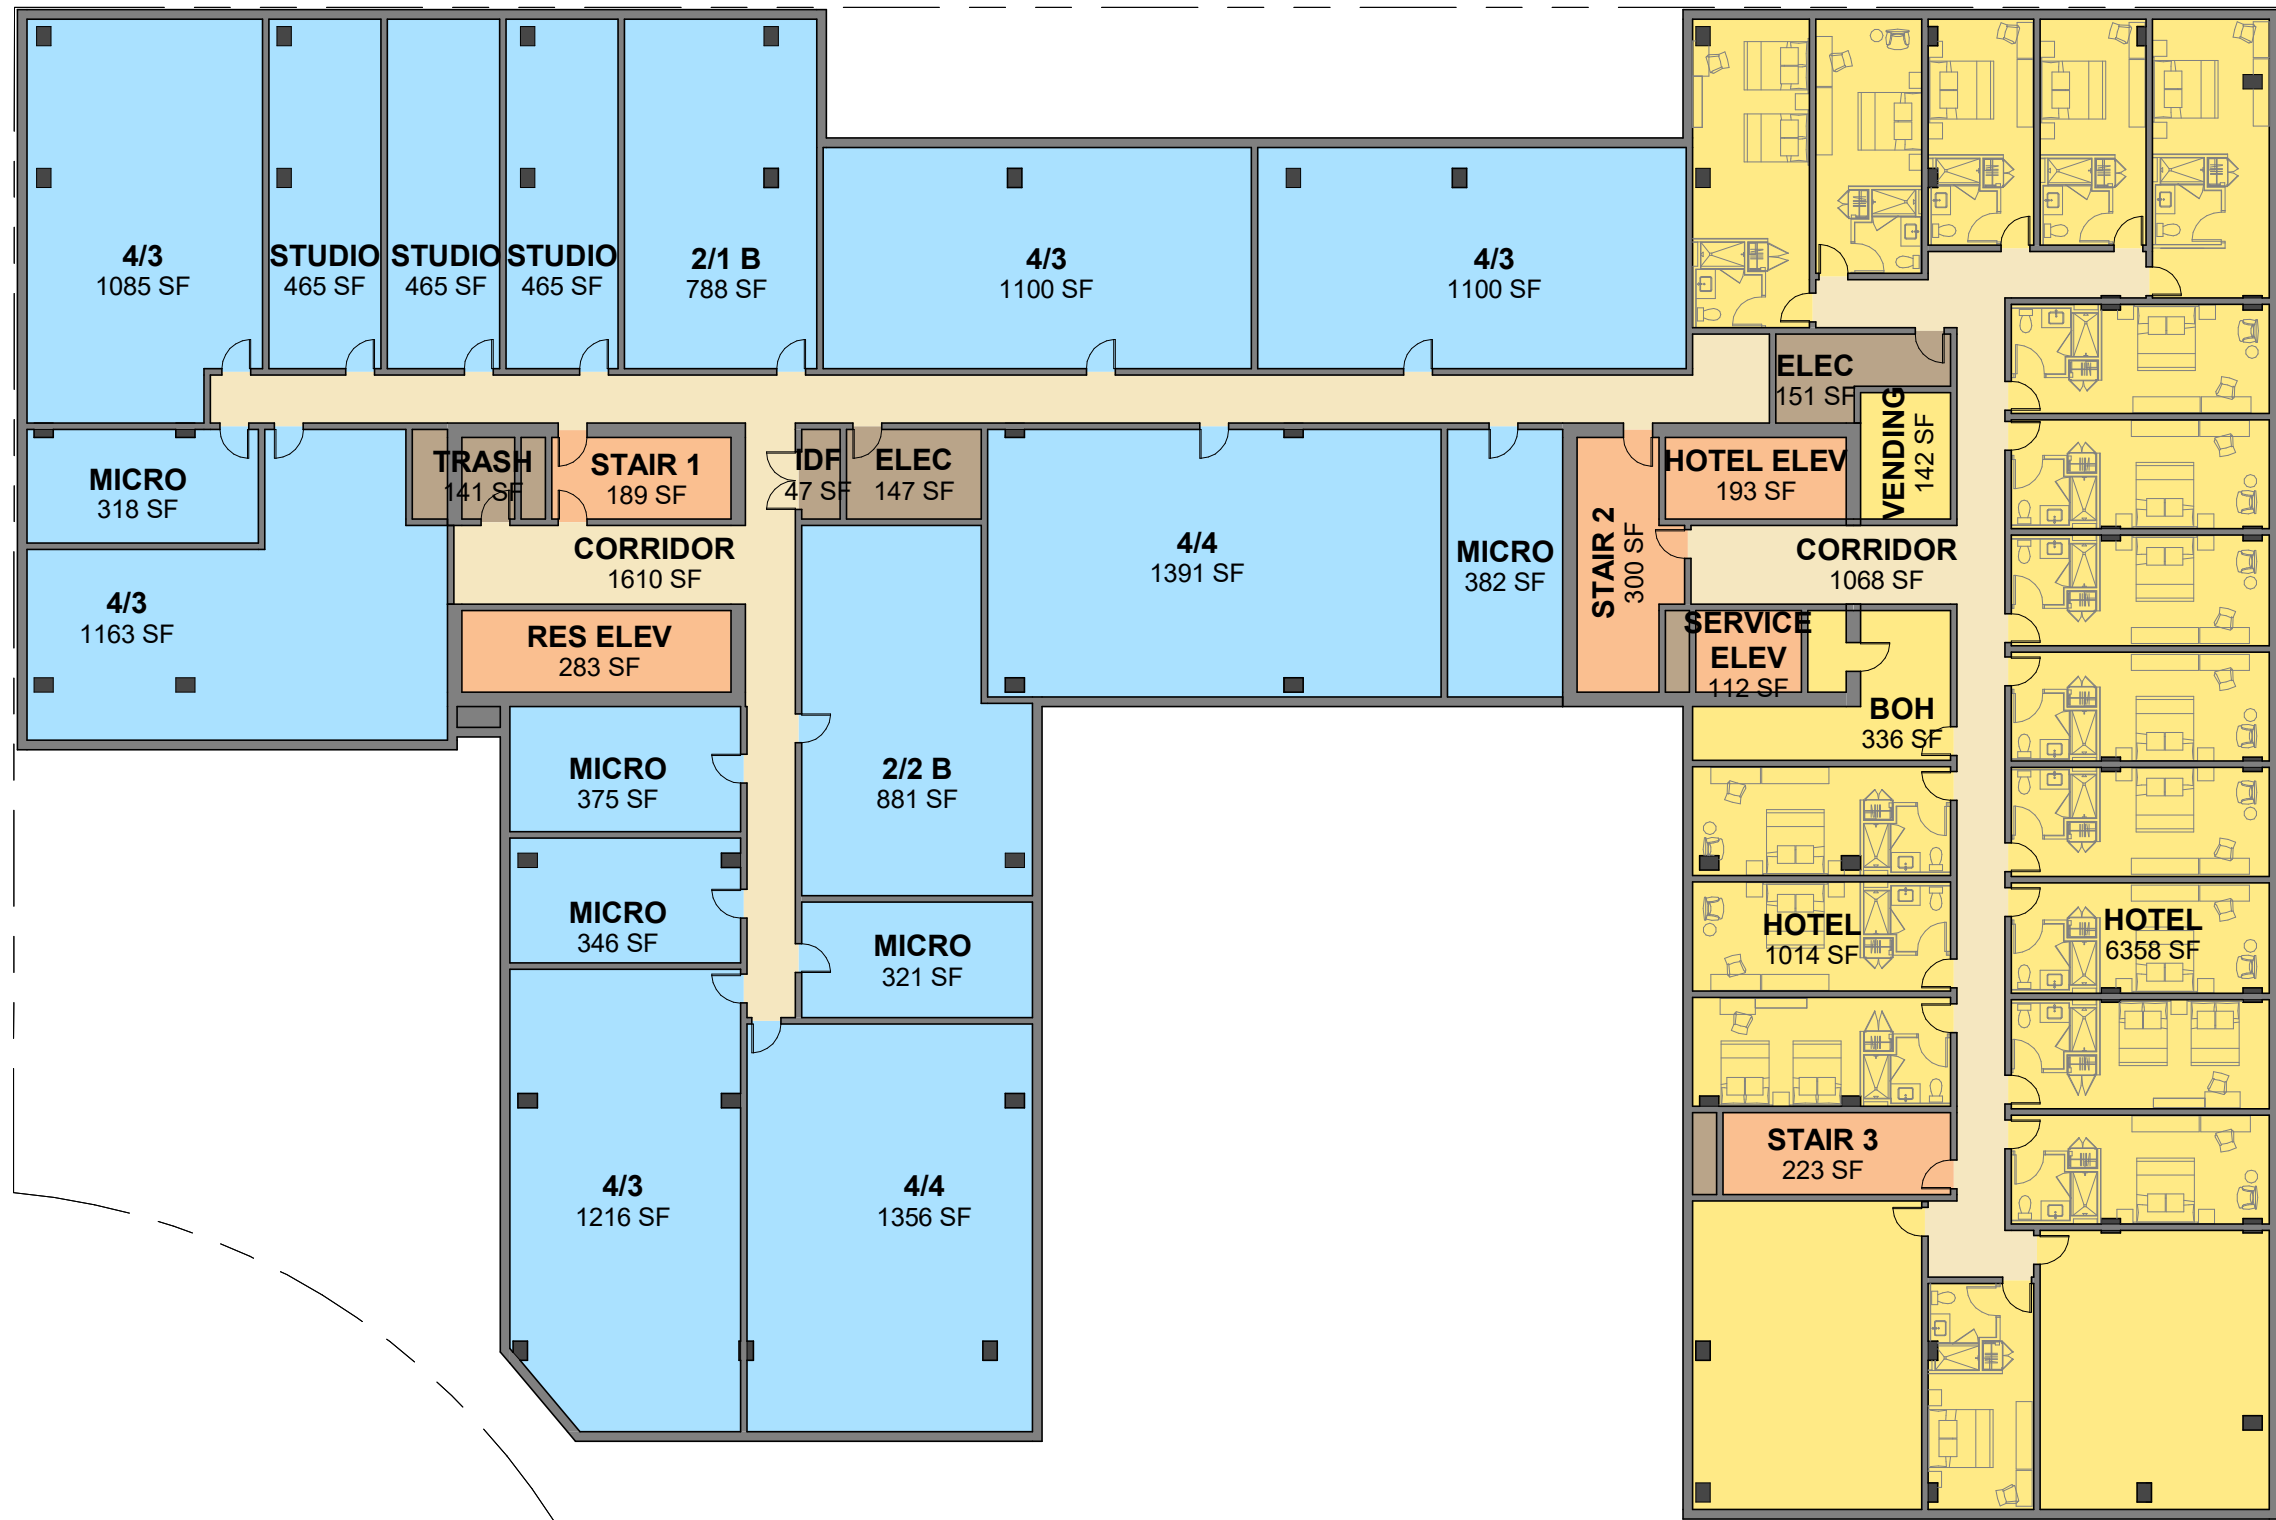 4/3
1085 SF
STUDIO
465 SF
STUDIO
465 SF
STUDIO
465 SF
2/1 B
788 SF
4/3
1100 SF
4/3
1100 SF
ELEC
151 SF
VENDING
142 SF
MICRO
318 SF
TRASH
141 SF
STAIR 1
189 SF
IDF
47 SF
ELEC
147 SF
4/4
1391 SF
MICRO
382 SF
STAIR 2
300 SF
HOTEL ELEV
193 SF
CORRIDOR
1610 SF
CORRIDOR
1068 SF
4/3
1163 SF
RES ELEV
283 SF
SERVICE
ELEV
112 SF
BOH
336 SF
MICRO
375 SF
2/2 B
881 SF
MICRO
346 SF
MICRO
321 SF
HOTEL
1014 SF
HOTEL
6358 SF
STAIR 3
223 SF
4/3
1216 SF
4/4
1356 SF